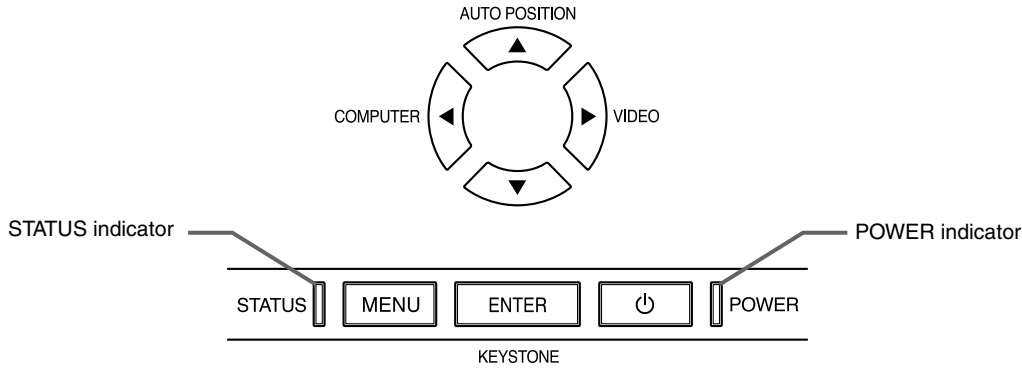 AUTO POSITION
COMPUTER
VIDEO
STATUS indicator
POWER indicator
STATUS
MENU
ENTER
POWER
KEYSTONE